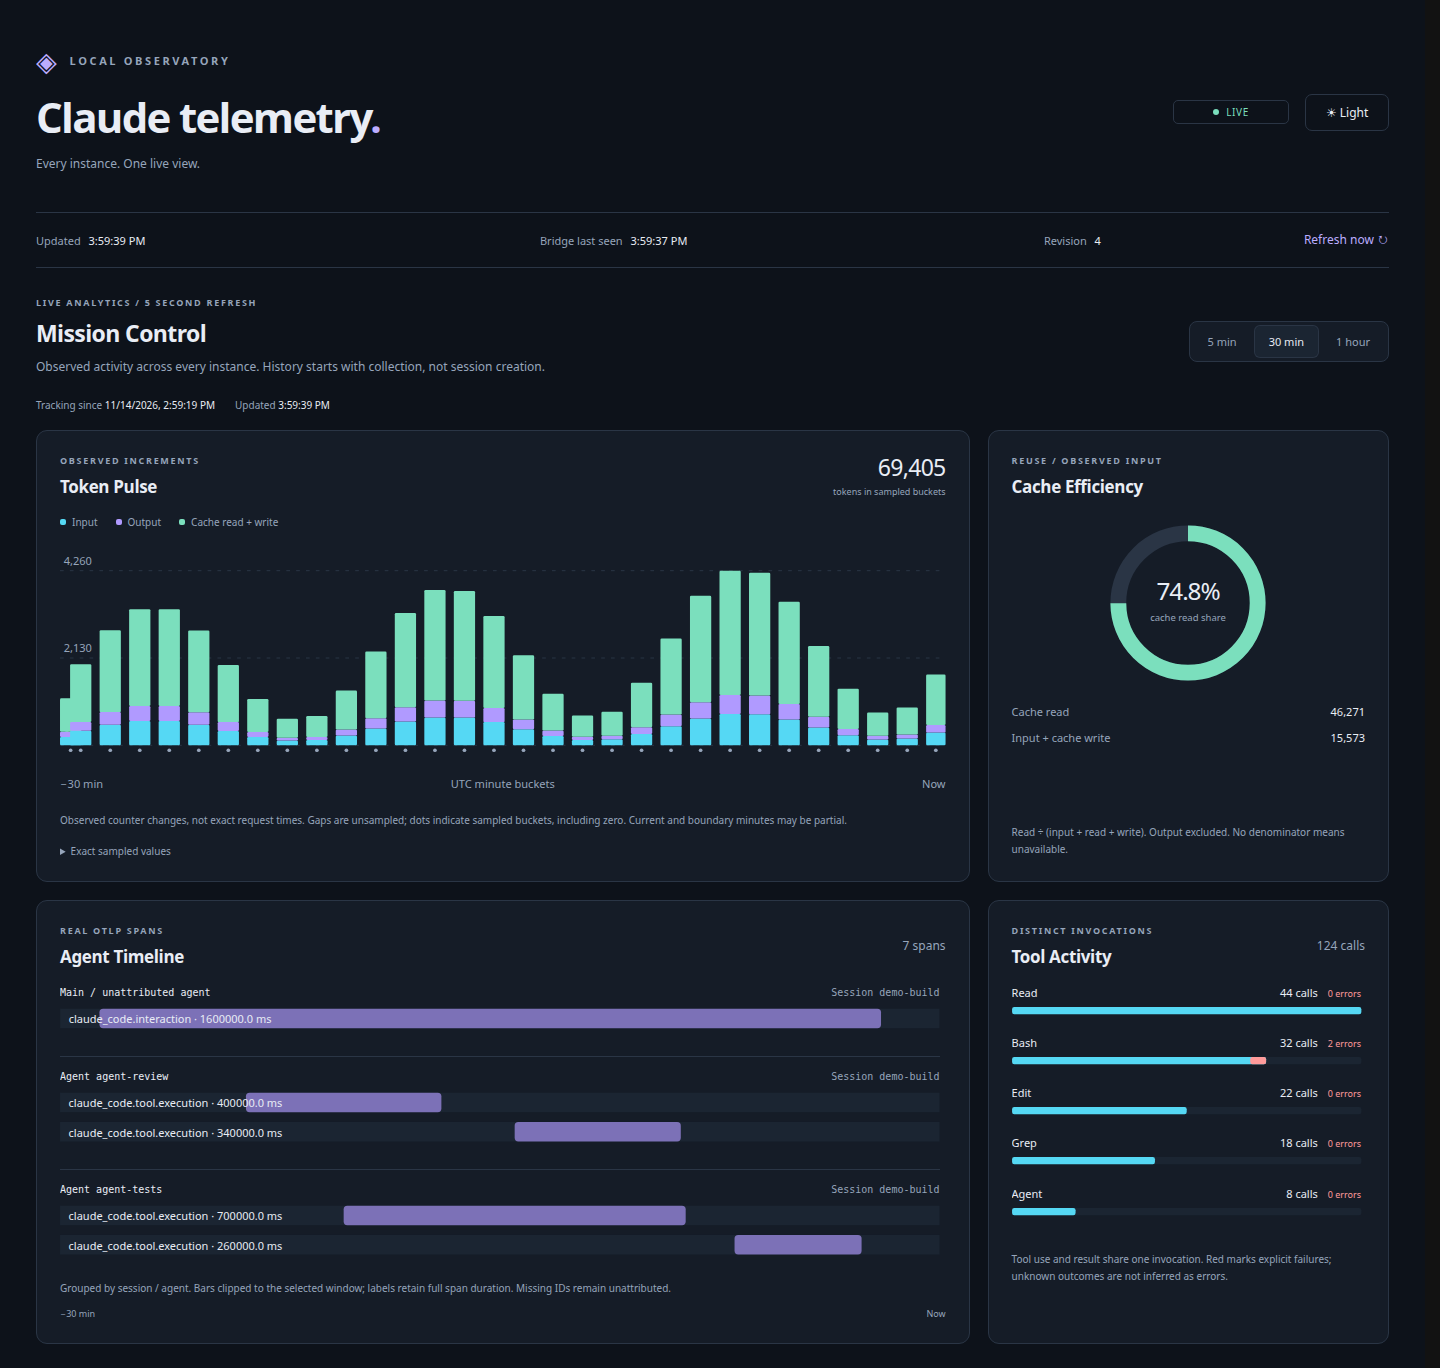 ◈ LOCAL OBSERVATORY
Claude telemetry.
Every instance. One live view.
LIVE
☀ Light
Updated 3:59:39 PM
Bridge last seen 3:59:37 PM
Revision 4
Refresh now ↻
LIVE ANALYTICS / 5 SECOND REFRESH
Mission Control
Observed activity across every instance. History starts with collection, not session creation.
5 min 30 min 1 hour
Tracking since 11/14/2026, 2:59:19 PM Updated 3:59:39 PM
OBSERVED INCREMENTS
Token Pulse
69,405
tokens in sampled buckets
Input Output Cache read + write
4,260
2,130
−30 min UTC minute buckets Now
Observed counter changes, not exact request times. Gaps are unsampled; dots indicate sampled buckets, including zero. Current and boundary minutes may be partial.
▶ Exact sampled values
REUSE / OBSERVED INPUT
Cache Efficiency
74.8%
cache read share
Cache read 46,271
Input + cache write 15,573
Read ÷ (input + read + write). Output excluded. No denominator means
unavailable.
REAL OTLP SPANS
Agent Timeline
7 spans
Main / unattributed agent Session demo-build
claude_code.interaction · 1600000.0 ms
Agent agent-review Session demo-build
claude_code.tool.execution · 400000.0 ms
claude_code.tool.execution · 340000.0 ms
Agent agent-tests Session demo-build
claude_code.tool.execution · 700000.0 ms
claude_code.tool.execution · 260000.0 ms
Grouped by session / agent. Bars clipped to the selected window; labels retain full span duration. Missing IDs remain unattributed.
−30 min Now
DISTINCT INVOCATIONS
Tool Activity
124 calls
Read 44 calls 0 errors
Bash 32 calls 2 errors
Edit 22 calls 0 errors
Grep 18 calls 0 errors
Agent 8 calls 0 errors
Tool use and result share one invocation. Red marks explicit failures;
unknown outcomes are not inferred as errors.